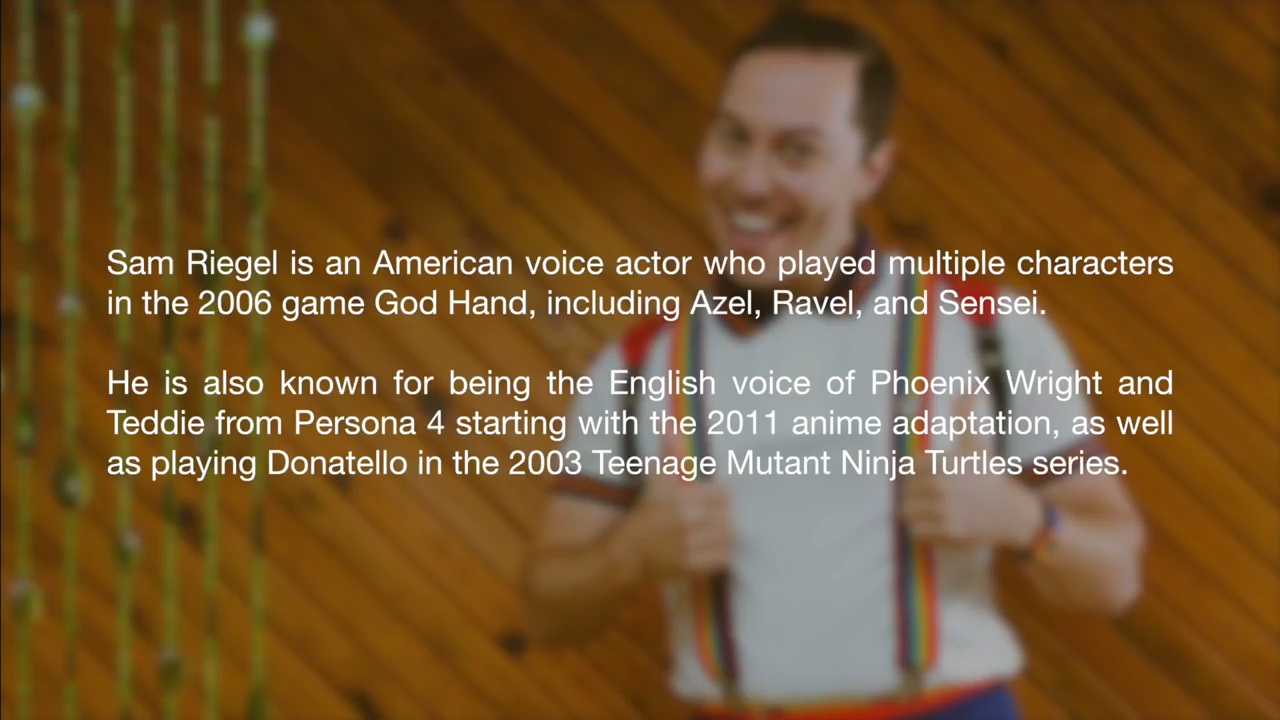 Sam Riegel is an American voice actor who played multiple characters
in the 2006 game God Hand, including Azel, Ravel, and Sensei.
He is also known for being the English voice of Phoenix Wright and
Teddie from Persona 4 starting with the 2011 anime adaptation, as well
as playing Donatello in the 2003 Teenage Mutant Ninja Turtles series.